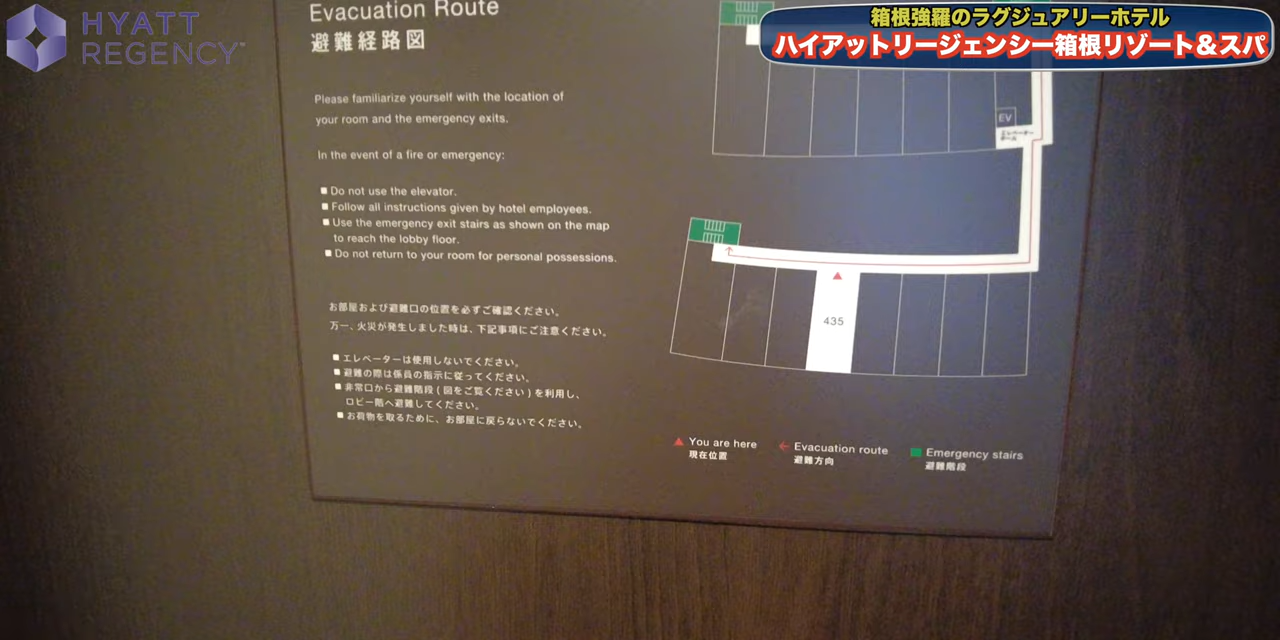 HYATT
REGENCY
箱根強羅のラグジュアリーホテル
ハイアットリージェンシー箱根リゾート&スパ
Evacuation Route
避難経路図
Please familiarize yourself with the location of
your room and the emergency exits.
In the event of a fire or emergency:
■ Do not use the elevator.
■ Follow all instructions given by hotel employees.
■ Use the emergency exit stairs as shown on the map
to reach the lobby floor.
■ Do not return to your room for personal possessions.
お部屋および避難口の位置を必ずご確認ください。
万一、火災が発生しました時は、下記事項にご注意ください。
■ エレベーターは使用しないでください。
■ 避難の際は係員の指示に従ってください。
■ 非常口から避難階段(図をご覧ください)を利用し、
ロビー階へ避難してください。
■ お荷物を取るために、お部屋に戻らないでください。
EV
エレベーター
ホール
435
You are here
現在位置
Evacuation route
避難方向
Emergency stairs
避難階段